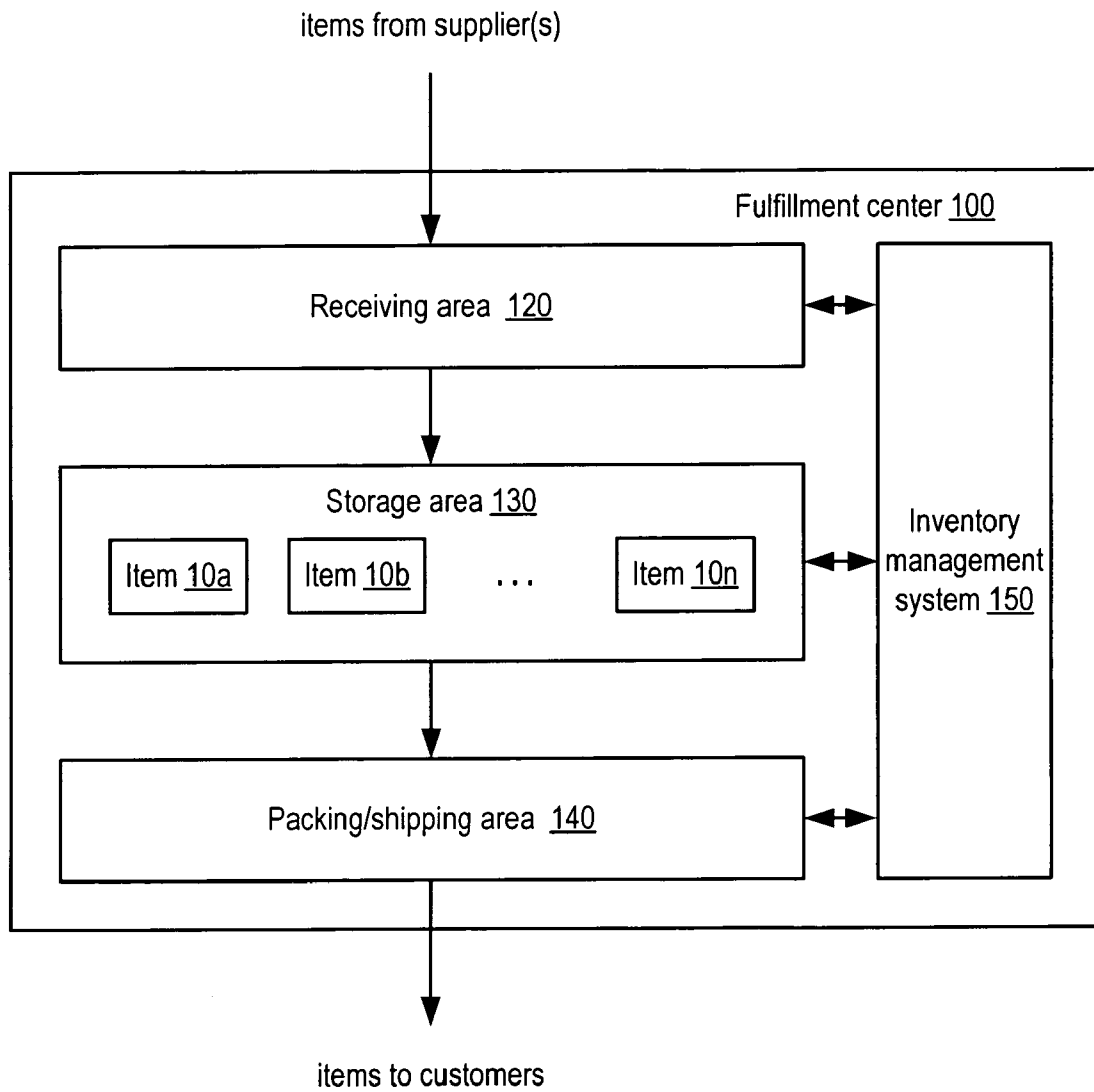 items from supplier(s)
Fulfillment center 100
Receiving area 120
Storage area 130
Item 10a
Item 10b
...
Item 10n
Inventory
management
system 150
Packing/shipping area 140
items to customers